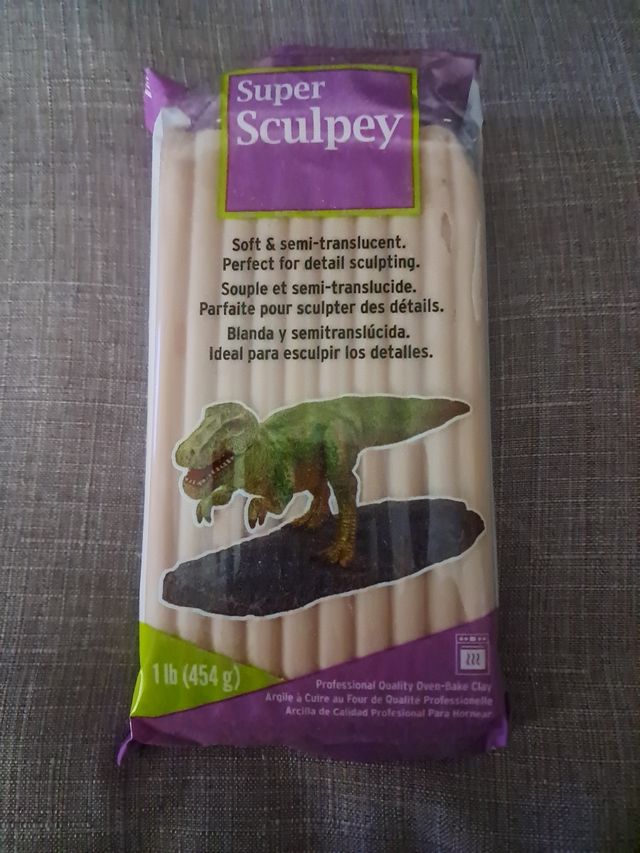 Super
Sculpey
Soft & semi-translucent.
Perfect for detail sculpting.
Souple et semi-translucide.
Parfaite pour sculpter des détails.
Blanda y semitranslúcida.
Ideal para esculpir los detalles.
1 lb (454 g)
Professional Quality Oven-Bake Clay
Argile à Cuire au Four de Qualité Professionelle
Arcilla de Calidad Profesional Para Hornear